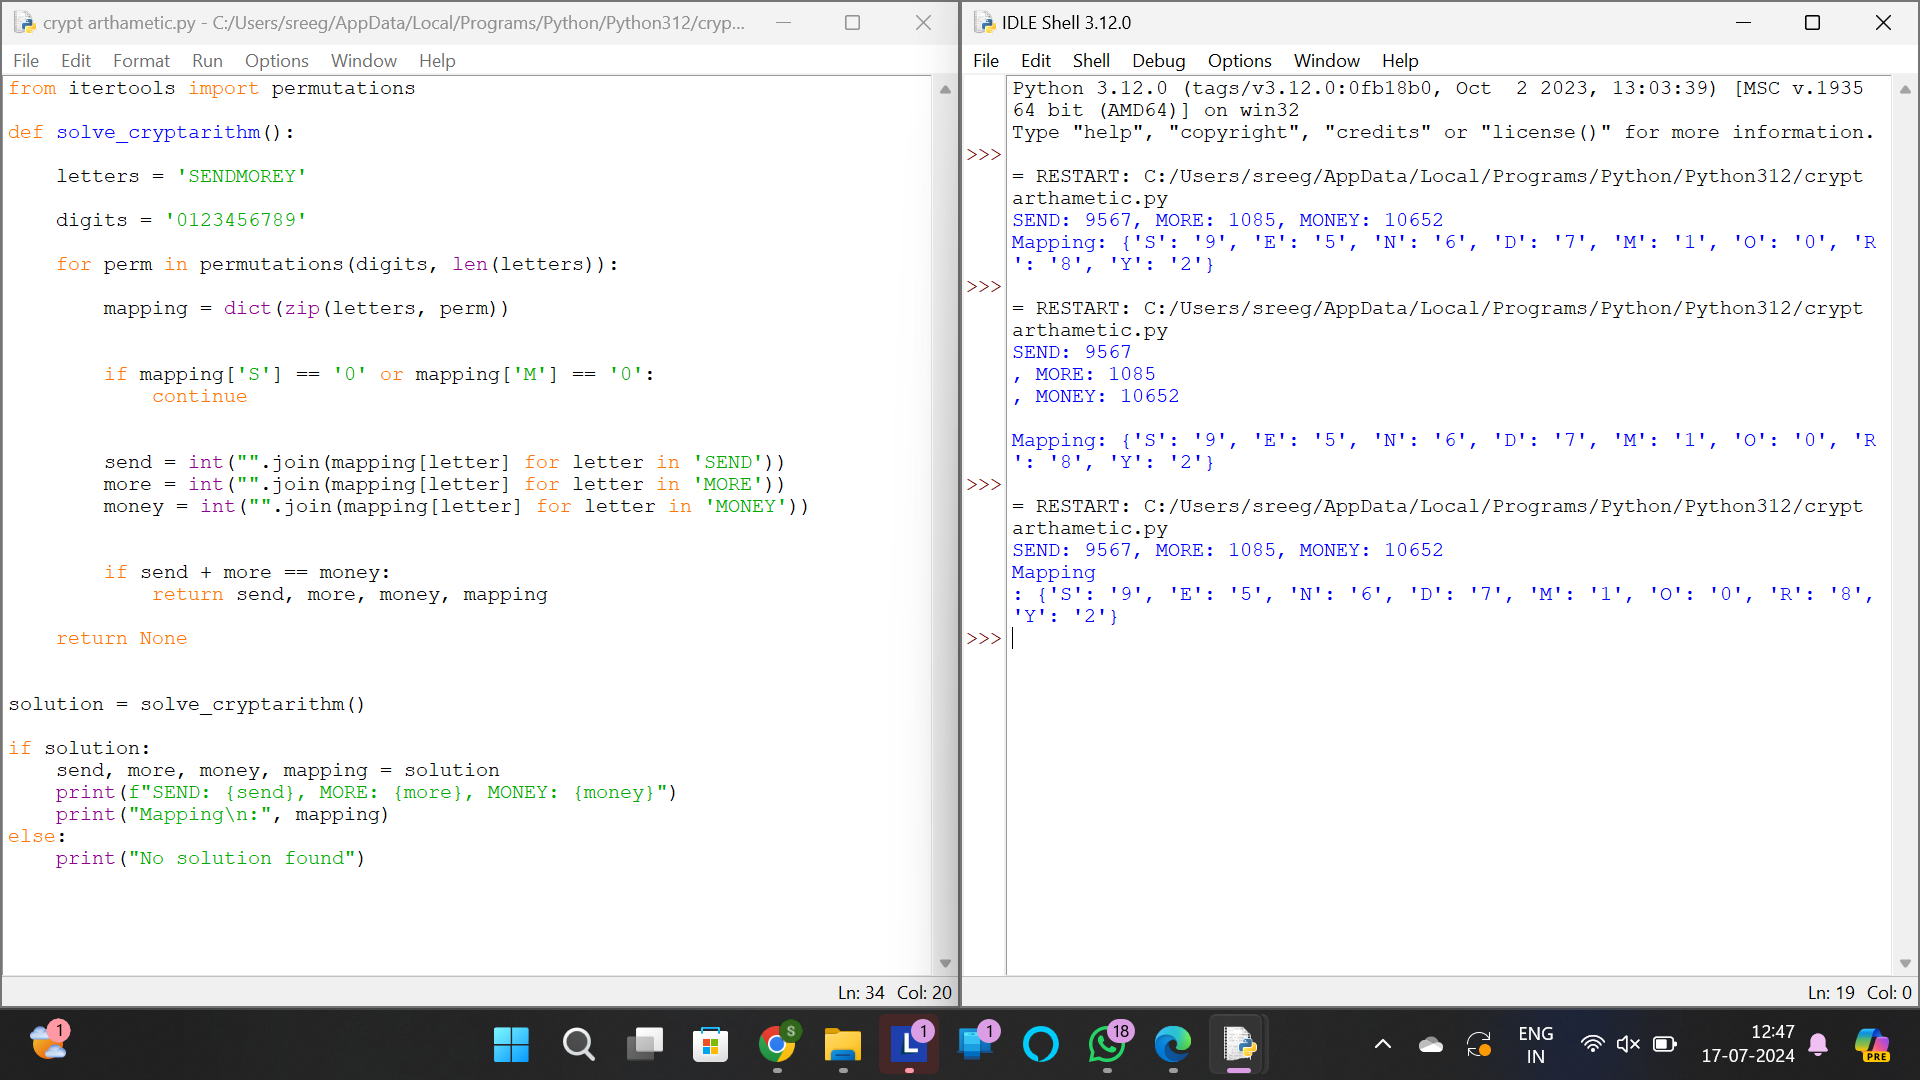 crypt arthametic.py - C:/Users/sreeg/AppData/Local/Programs/Python/Python312/cryp...
File Edit Format Run Options Window Help
from itertools import permutations
def solve_cryptarithm():
letters = 'SENDMOREY'
digits = '0123456789'
for perm in permutations(digits, len(letters)):
mapping = dict(zip(letters, perm))
if mapping['S'] == '0' or mapping['M'] == '0':
continue
send = int("".join(mapping[letter] for letter in 'SEND'))
more = int("".join(mapping[letter] for letter in 'MORE'))
money = int("".join(mapping[letter] for letter in 'MONEY'))
if send + more == money:
return send, more, money, mapping
return None
solution = solve_cryptarithm()
if solution:
send, more, money, mapping = solution
print(f"SEND: {send}, MORE: {more}, MONEY: {money}")
print("Mapping\n:", mapping)
else:
print("No solution found")
Ln: 34 Col: 20
IDLE Shell 3.12.0
File Edit Shell Debug Options Window Help
Python 3.12.0 (tags/v3.12.0:0fb18b0, Oct  2 2023, 13:03:39) [MSC v.1935
64 bit (AMD64)] on win32
Type "help", "copyright", "credits" or "license()" for more information.
>>>
= RESTART: C:/Users/sreeg/AppData/Local/Programs/Python/Python312/crypt
arthametic.py
SEND: 9567, MORE: 1085, MONEY: 10652
Mapping: {'S': '9', 'E': '5', 'N': '6', 'D': '7', 'M': '1', 'O': '0', 'R
': '8', 'Y': '2'}
>>>
= RESTART: C:/Users/sreeg/AppData/Local/Programs/Python/Python312/crypt
arthametic.py
SEND: 9567
, MORE: 1085
, MONEY: 10652
Mapping: {'S': '9', 'E': '5', 'N': '6', 'D': '7', 'M': '1', 'O': '0', 'R
': '8', 'Y': '2'}
>>>
= RESTART: C:/Users/sreeg/AppData/Local/Programs/Python/Python312/crypt
arthametic.py
SEND: 9567, MORE: 1085, MONEY: 10652
Mapping
: {'S': '9', 'E': '5', 'N': '6', 'D': '7', 'M': '1', 'O': '0', 'R': '8',
'Y': '2'}
>>>
Ln: 19 Col: 0
1
S
L
1
1
18
ENG
IN
12:47
17-07-2024
PRE